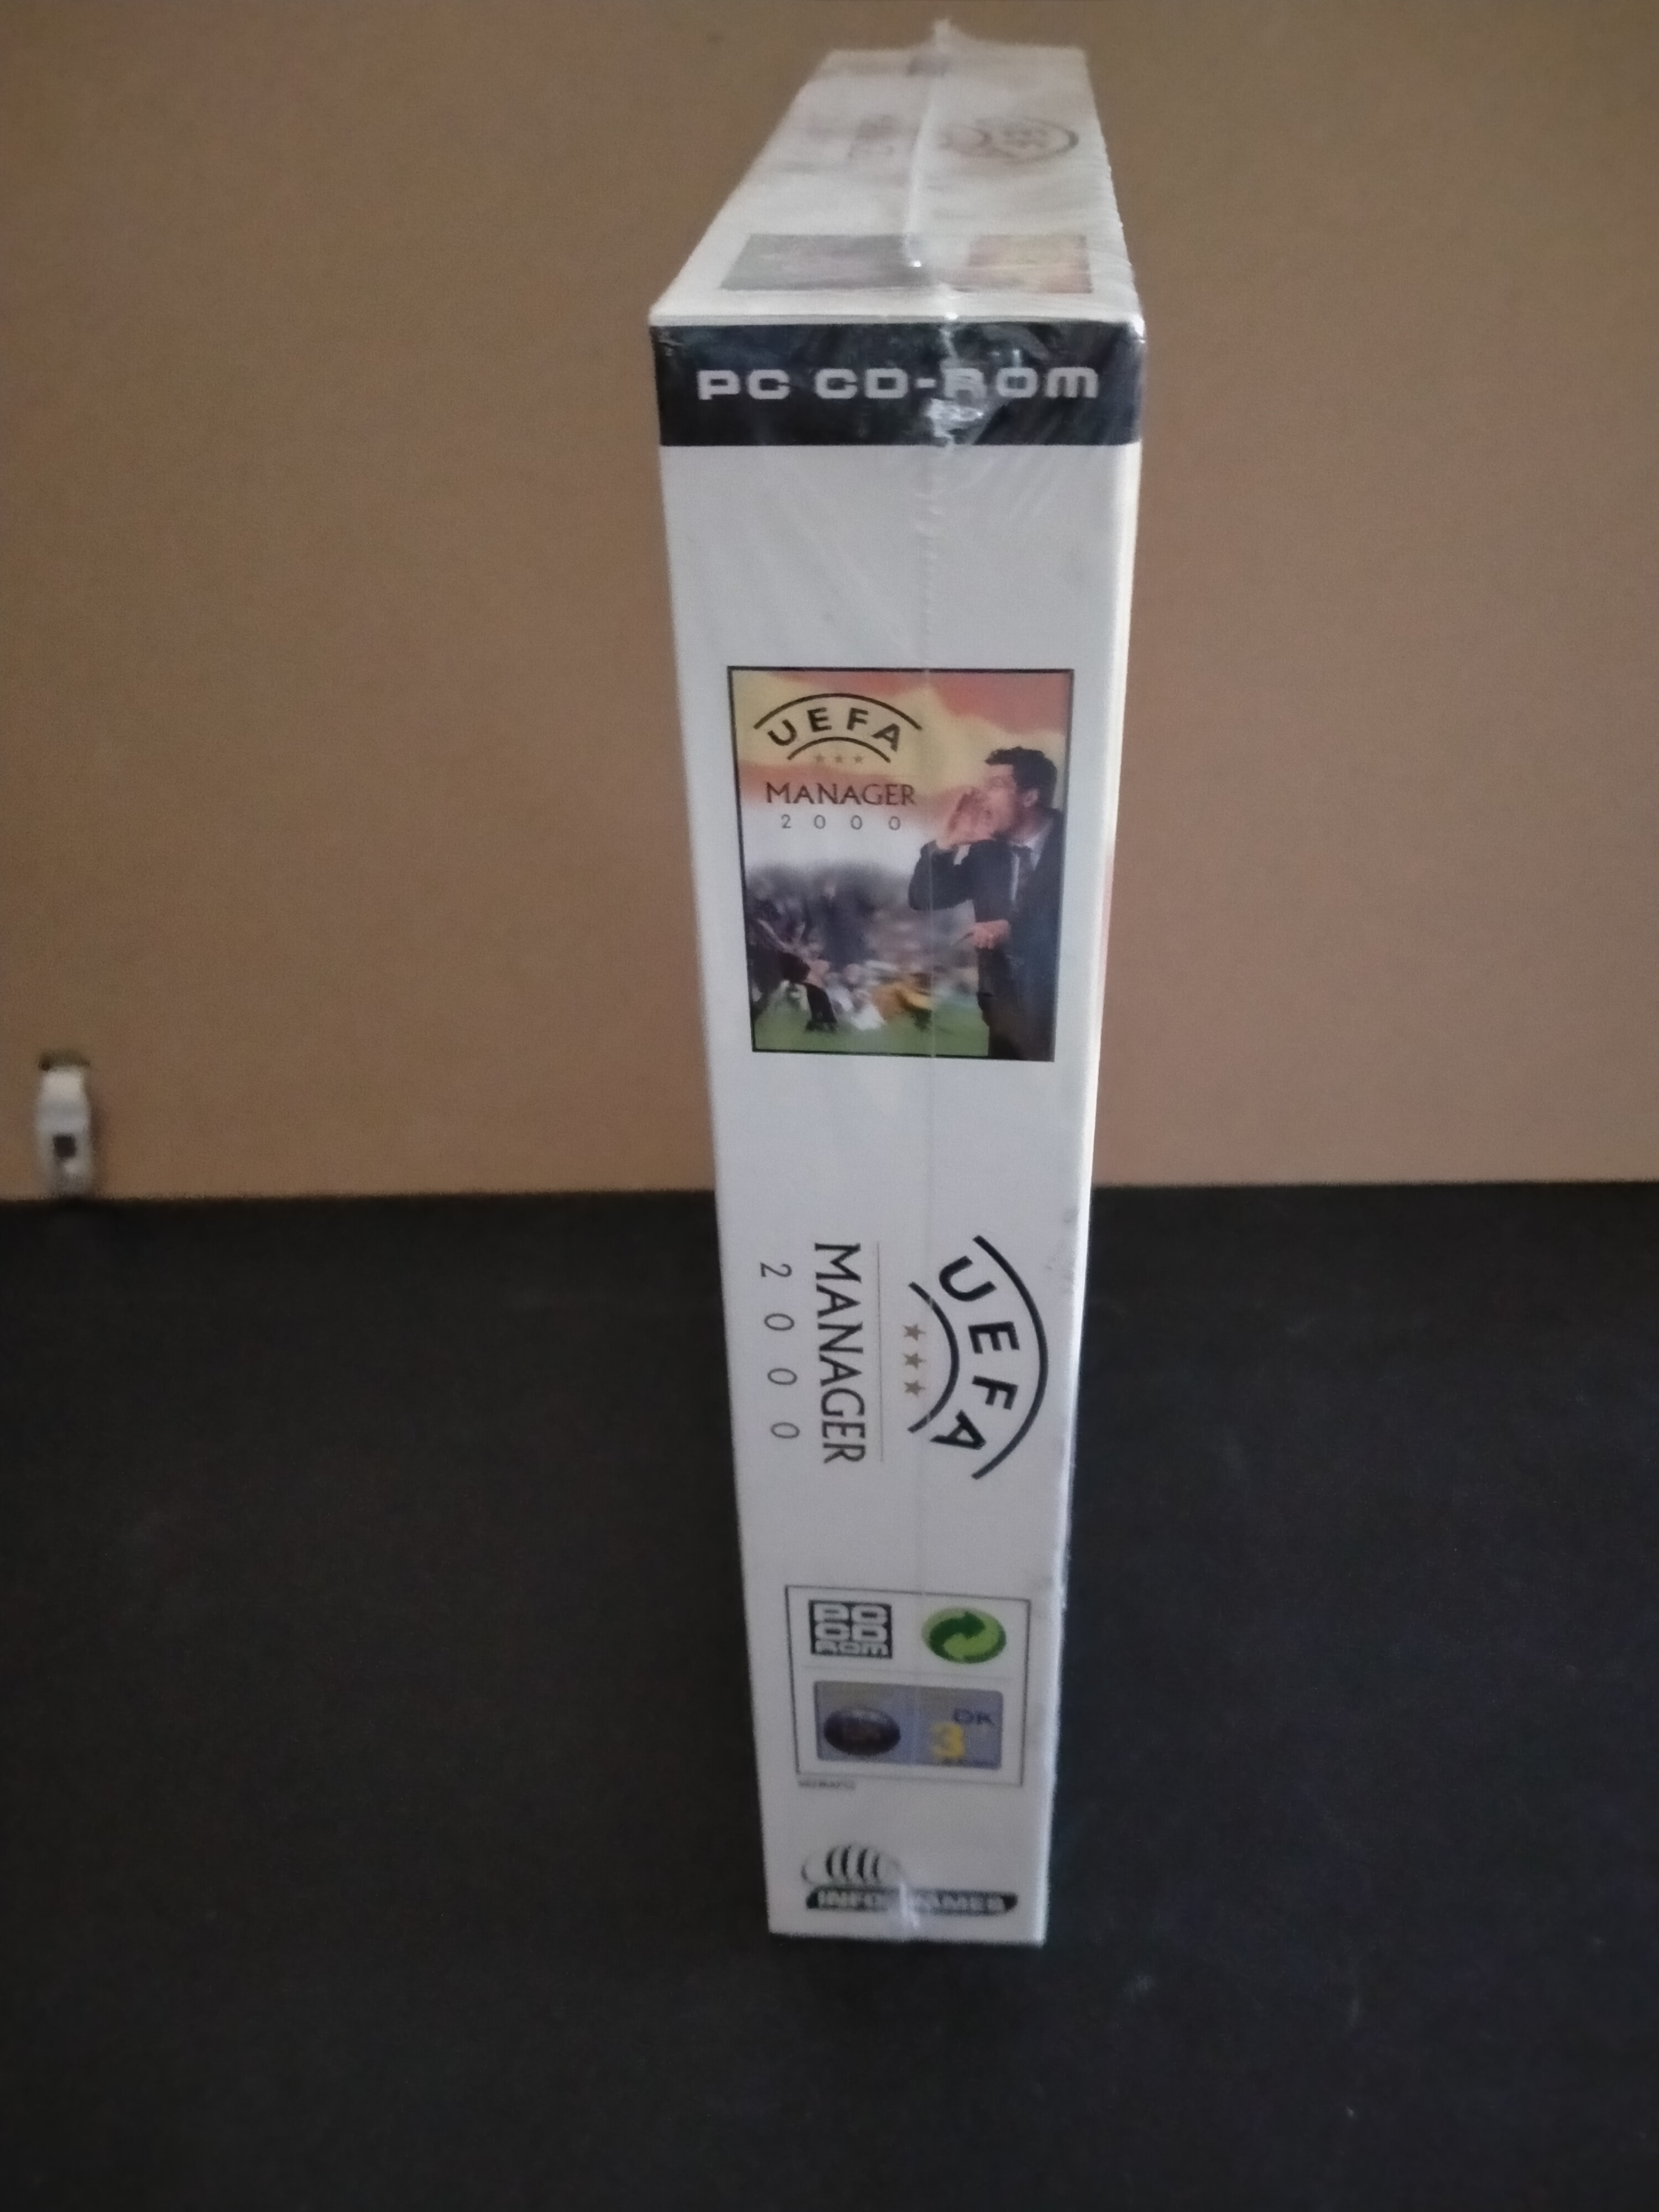 PC CD-ROM
UEFA
MANAGER
2000
UEFA
MANAGER
2000
PC
CD
ROM
OK
3+
INFOGRAMES